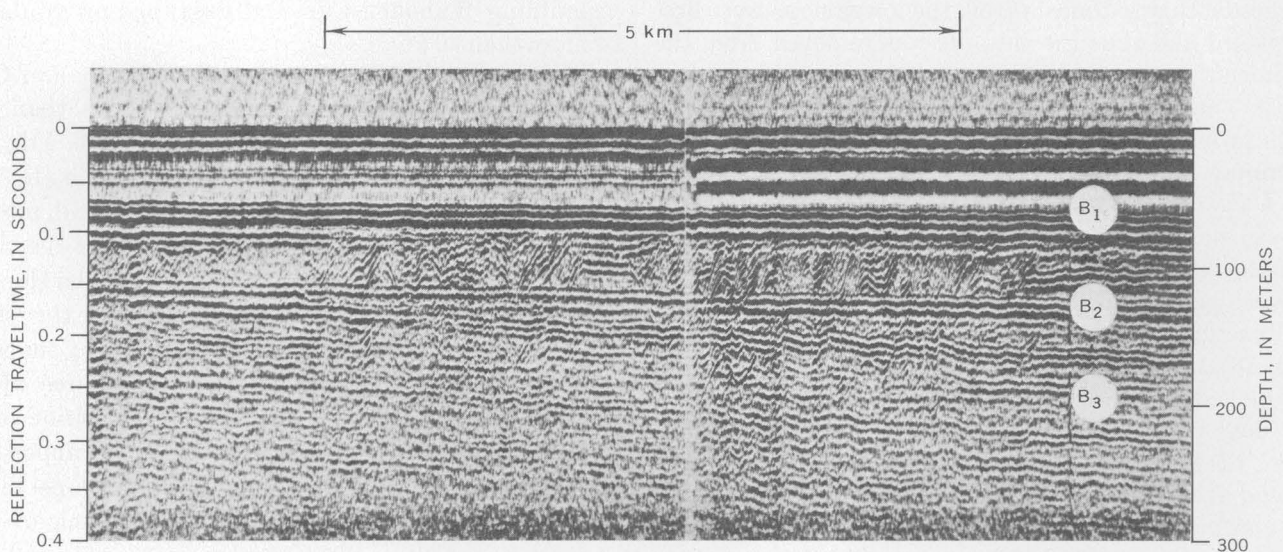 5 km
REFLECTION TRAVELTIME, IN SECONDS
0
0.1
0.2
0.3
0.4
B1
B2
B3
0
100
200
300
DEPTH, IN METERS